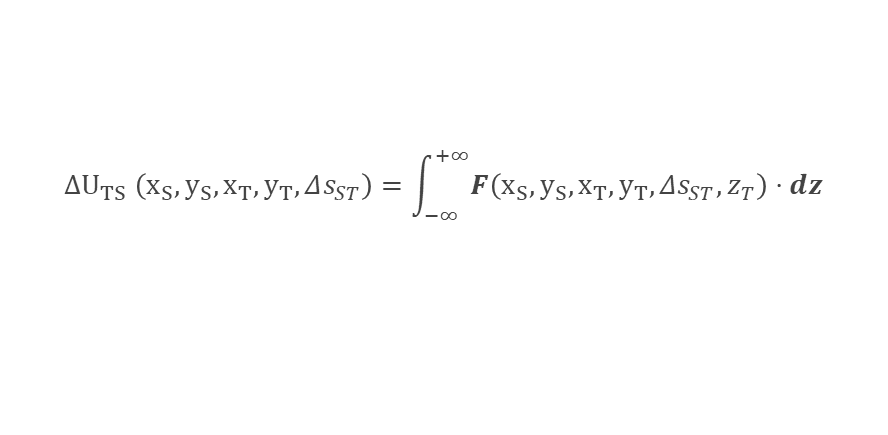 ΔU_TS (x_S, y_S, x_T, y_T, Δs_ST) = ∫_{−∞}^{+∞} F(x_S, y_S, x_T, y_T, Δs_ST, z_T) · dz